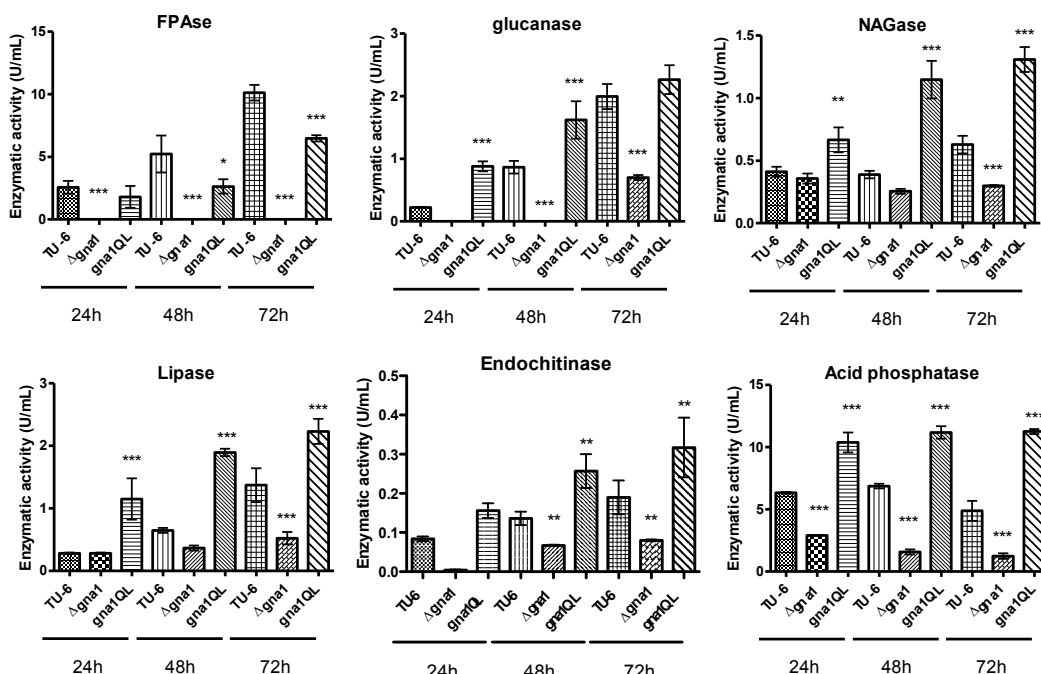 FPAse
Enzymatic activity (U/mL)
15
10
5
0
***
***
*
***
***
TU-6
Δgna1
gna1QL
TU-6
Δgna1
gna1QL
TU-6
Δgna1
gna1QL
24h
48h
72h
glucanase
Enzymatic activity (U/mL)
3
2
1
0
***
***
***
***
TU-6
Δgna1
gna1QL
TU-6
Δgna1
gna1QL
TU-6
Δgna1
gna1QL
24h
48h
72h
NAGase
Enzymatic activity (U/mL)
1.5
1.0
0.5
0.0
**
***
***
***
TU-6
Δgna1
gna1QL
TU-6
Δgna1
gna1QL
TU-6
Δgna1
gna1QL
24h
48h
72h
Lipase
Enzymatic activity (U/mL)
3
2
1
0
***
***
***
***
TU-6
Δgna1
gna1QL
TU-6
Δgna1
gna1QL
TU-6
Δgna1
gna1QL
24h
48h
72h
Endochitinase
Enzymatic activity (U/mL)
0.5
0.4
0.3
0.2
0.1
0.0
**
**
**
**
TU6
Δgna1
gna1QL
TU6
Δgna1
gna1QL
TU6
Δgna1
gna1QL
24h
48h
72h
Acid phosphatase
Enzymatic activity (U/mL)
15
10
5
0
***
***
***
***
***
***
TU-6
Δgna1
gna1QL
TU-6
Δgna1
gna1QL
TU-6
Δgna1
gna1QL
24h
48h
72h